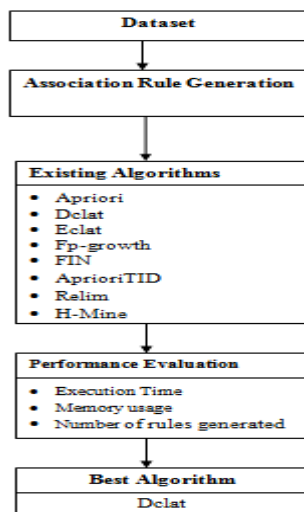 Dataset
Association Rule Generation
Existing Algorithms
• Apriori
• Dclat
• Eclat
• Fp-growth
• FIN
• AprioriTID
• Relim
• H-Mine
Performance Evaluation
• Execution Time
• Memory usage
• Number of rules generated
Best Algorithm
Dclat